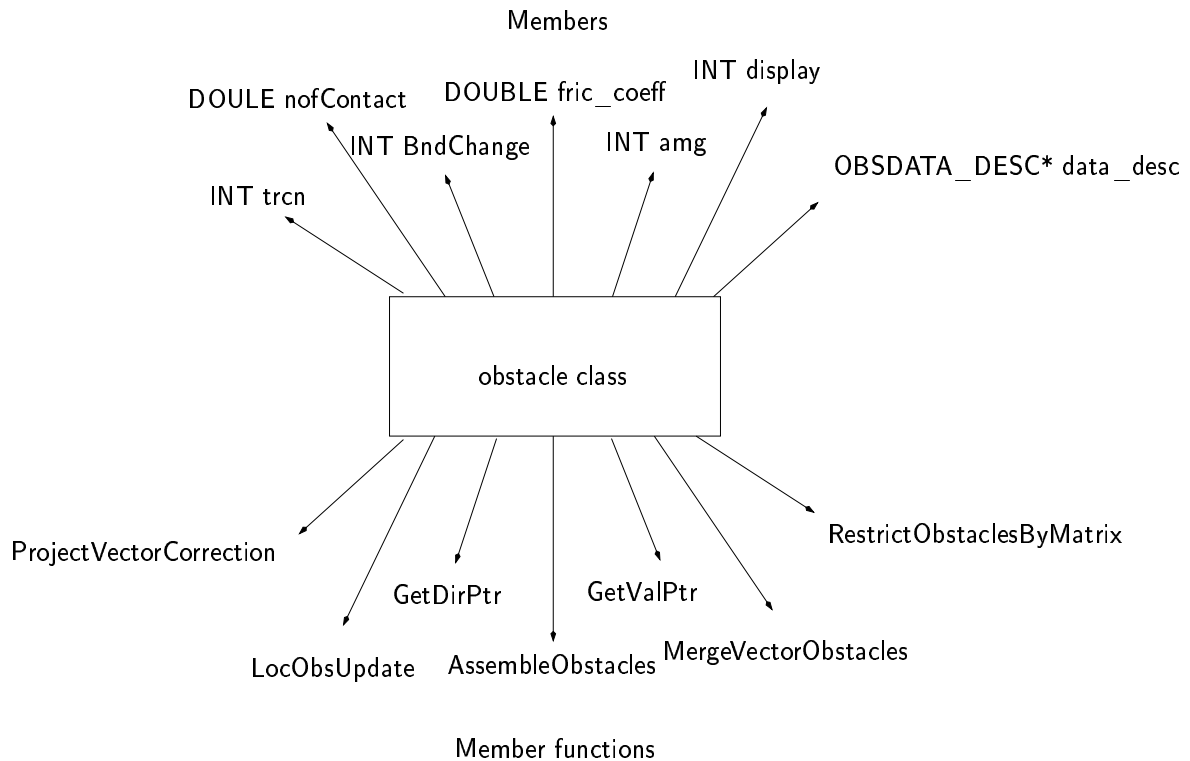 Members
INT display
DOULE nofContact
DOUBLE fric_coeff
INT BndChange
INT amg
OBSDATA_DESC* data_desc
INT trcn
obstacle class
ProjectVectorCorrection
RestrictObstaclesByMatrix
GetDirPtr
GetValPtr
LocObsUpdate
AssembleObstacles
MergeVectorObstacles
Member functions